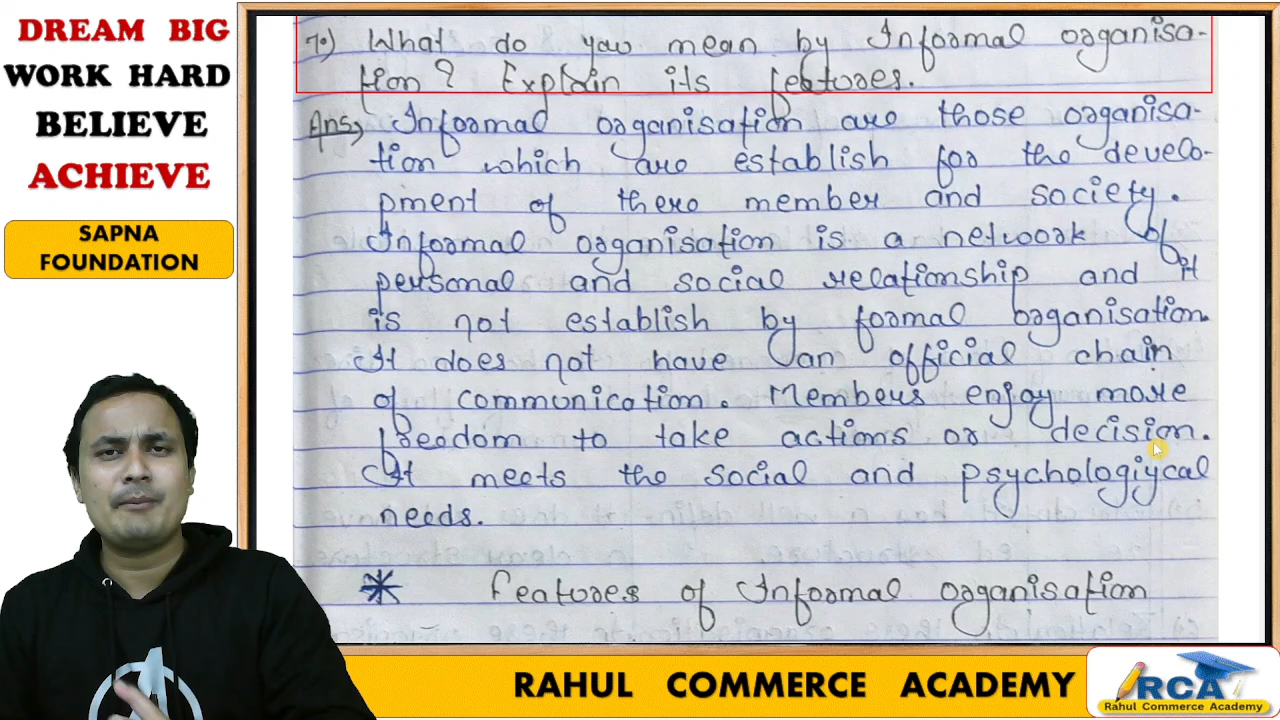 DREAM BIG
WORK HARD
BELIEVE
ACHIEVE
SAPNA
FOUNDATION
7.) What do you mean by Informal organisa-
tion? Explain its features.
Ans, Informal organisation are those organisa-
tion which are establish for the develo-
pment of there member and society.
Informal organisation is a network of
personal and social relationship and it
is not establish by formal organisation.
It does not have an official chain
of communication. Members enjoy more
freedom to take actions or decision.
It meets the social and psychologiycal
needs.
* Features of Informal organisation
RAHUL COMMERCE ACADEMY
RCA
Rahul Commerce Academy